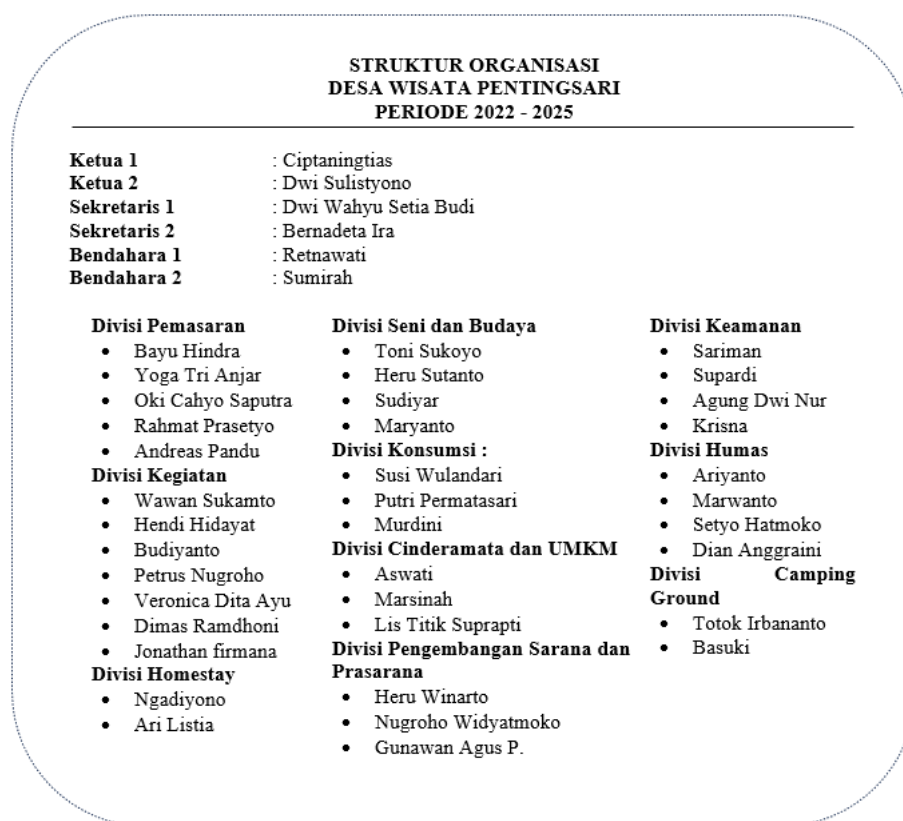 STRUKTUR ORGANISASI
DESA WISATA PENTINGSARI
PERIODE 2022 - 2025
Ketua 1 : Ciptaningtias
Ketua 2 : Dwi Sulistyono
Sekretaris 1 : Dwi Wahyu Setia Budi
Sekretaris 2 : Bernadeta Ira
Bendahara 1 : Retnawati
Bendahara 2 : Sumirah
Divisi Pemasaran
• Bayu Hindra
• Yoga Tri Anjar
• Oki Cahyo Saputra
• Rahmat Prasetyo
• Andreas Pandu
Divisi Kegiatan
• Wawan Sukamto
• Hendi Hidayat
• Budiyanto
• Petrus Nugroho
• Veronica Dita Ayu
• Dimas Ramdhoni
• Jonathan firmana
Divisi Homestay
• Ngadiyono
• Ari Listia
Divisi Seni dan Budaya
• Toni Sukoyo
• Heru Sutanto
• Sudiyar
• Maryanto
Divisi Konsumsi :
• Susi Wulandari
• Putri Permatasari
• Murdini
Divisi Cinderamata dan UMKM
• Aswati
• Marsinah
• Lis Titik Suprapti
Divisi Pengembangan Sarana dan
Prasarana
• Heru Winarto
• Nugroho Widyatmoko
• Gunawan Agus P.
Divisi Keamanan
• Sariman
• Supardi
• Agung Dwi Nur
• Krisna
Divisi Humas
• Ariyanto
• Marwanto
• Setyo Hatmoko
• Dian Anggraini
Divisi Camping
Ground
• Totok Irbananto
• Basuki